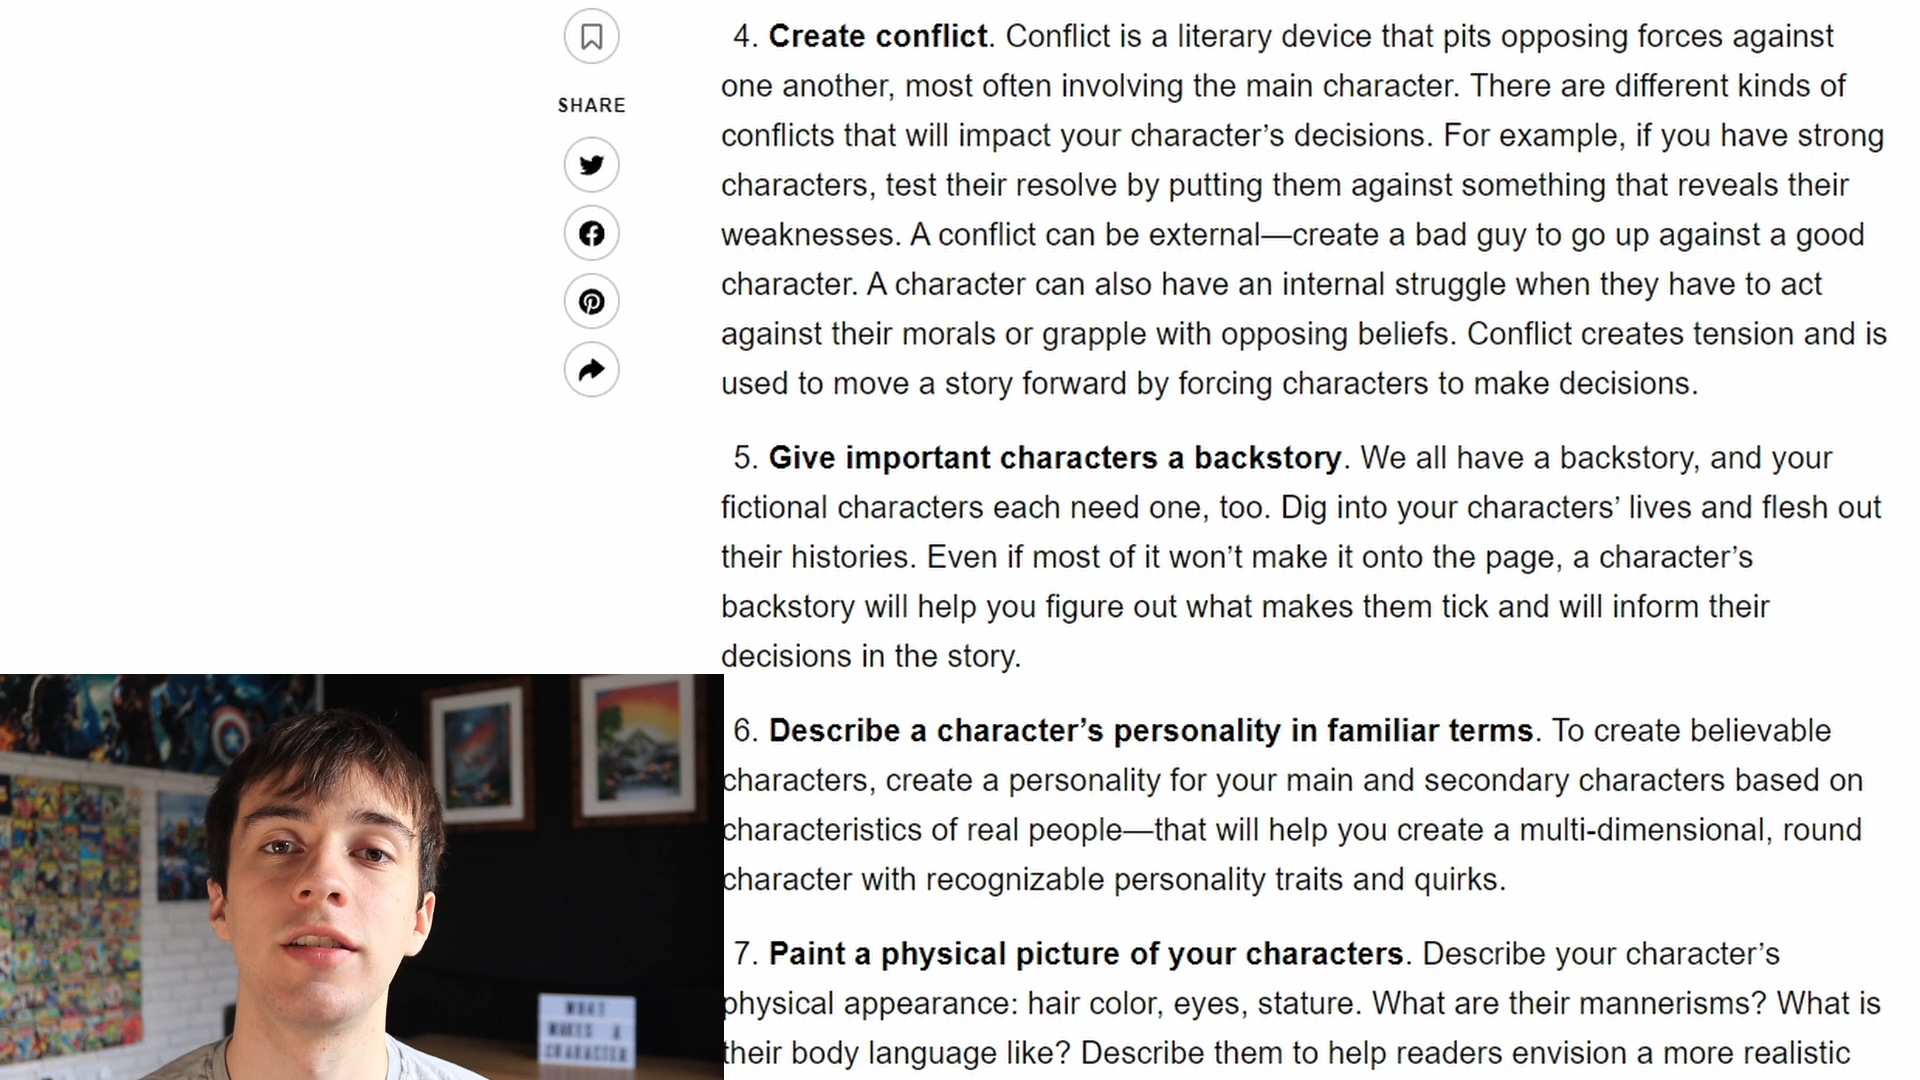 SHARE
4. Create conflict. Conflict is a literary device that pits opposing forces against
one another, most often involving the main character. There are different kinds of
conflicts that will impact your character’s decisions. For example, if you have strong
characters, test their resolve by putting them against something that reveals their
weaknesses. A conflict can be external—create a bad guy to go up against a good
character. A character can also have an internal struggle when they have to act
against their morals or grapple with opposing beliefs. Conflict creates tension and is
used to move a story forward by forcing characters to make decisions.
5. Give important characters a backstory. We all have a backstory, and your
fictional characters each need one, too. Dig into your characters’ lives and flesh out
their histories. Even if most of it won’t make it onto the page, a character’s
backstory will help you figure out what makes them tick and will inform their
decisions in the story.
6. Describe a character’s personality in familiar terms. To create believable
characters, create a personality for your main and secondary characters based on
characteristics of real people—that will help you create a multi-dimensional, round
character with recognizable personality traits and quirks.
7. Paint a physical picture of your characters. Describe your character’s
physical appearance: hair color, eyes, stature. What are their mannerisms? What is
their body language like? Describe them to help readers envision a more realistic
WHAT
MAKES A
CHARACTER